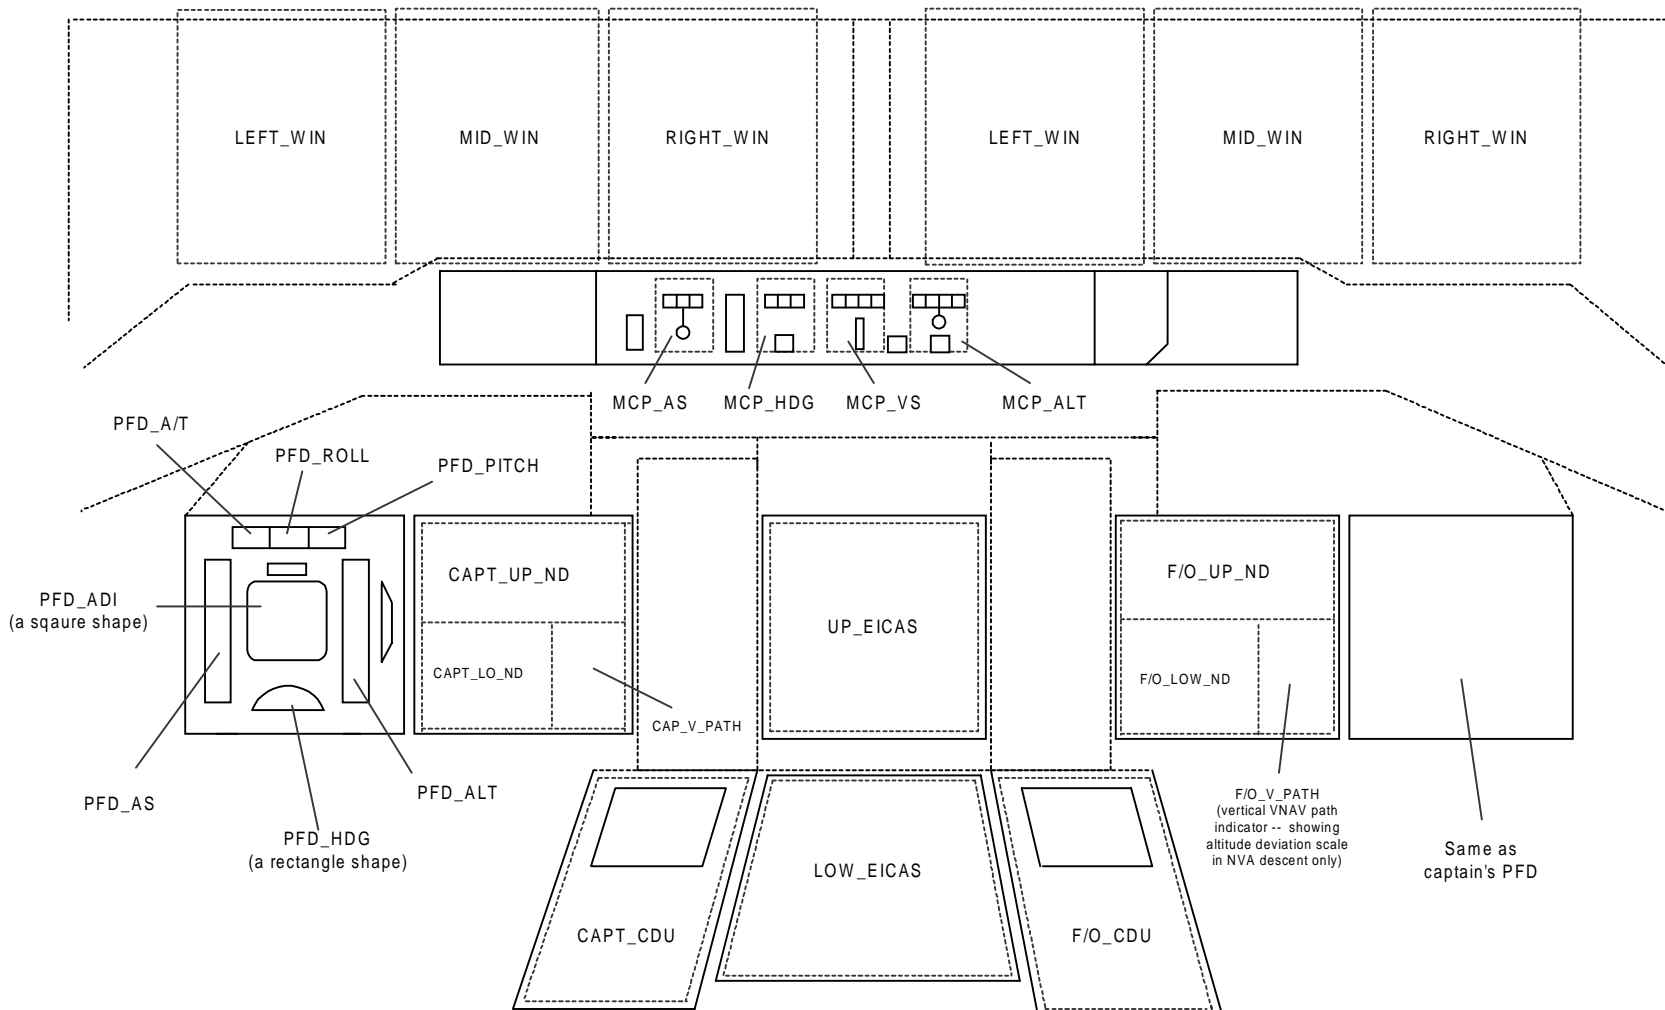 LEFT_WIN
MID_WIN
RIGHT_WIN
LEFT_WIN
MID_WIN
RIGHT_WIN
MCP_AS
MCP_HDG
MCP_VS
MCP_ALT
PFD_A/T
PFD_ROLL
PFD_PITCH
PFD_ADI
(a sqaure shape)
CAPT_UP_ND
CAPT_LO_ND
CAP_V_PATH
UP_EICAS
F/O_UP_ND
F/O_LOW_ND
PFD_AS
PFD_HDG
(a rectangle shape)
PFD_ALT
F/O_V_PATH
(vertical VNAV path
indicator -- showing
altitude deviation scale
in NVA descent only)
Same as
captain's PFD
CAPT_CDU
LOW_EICAS
F/O_CDU